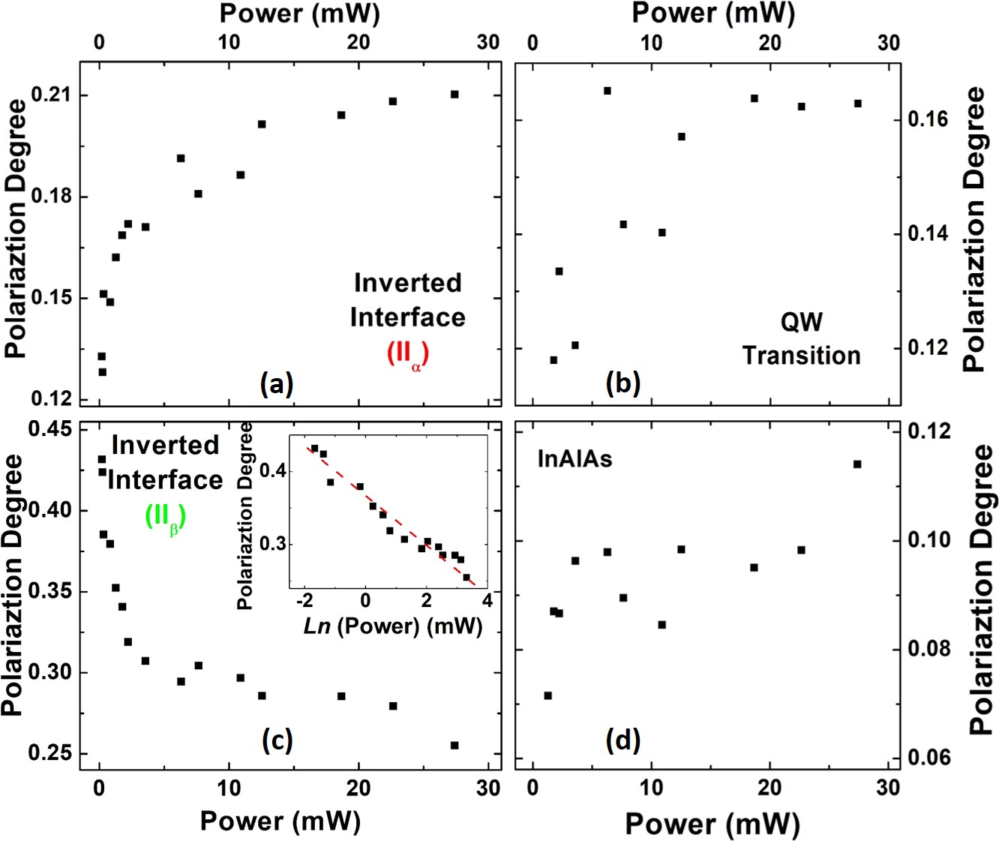 Power (mW)
0 10 20 30
Polariaztion Degree
0.21
0.18
0.15
0.12
Inverted
Interface
(IIα)
(a)
Power (mW)
0 10 20 30
Polariaztion Degree
0.16
0.14
0.12
QW
Transition
(b)
Polariaztion Degree
0.45
0.40
0.35
0.30
0.25
Inverted
Interface
(IIβ)
Polariaztion Degree
0.4
0.3
-2 0 2 4
Ln (Power) (mW)
(c)
0 10 20 30
Power (mW)
InAlAs
0.12
0.10
0.08
0.06
Polariaztion Degree
(d)
0 10 20 30
Power (mW)